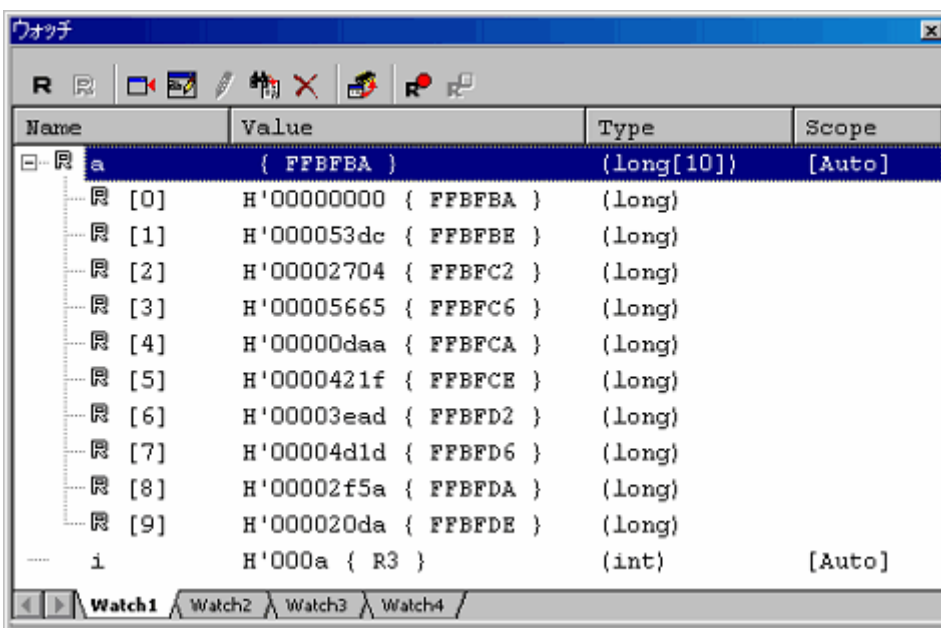 ウォッチ
Name Value Type Scope
a { FFBFBA } (long[10]) [Auto]
[0] H'00000000 { FFBFBA } (long)
[1] H'000053dc { FFBFBE } (long)
[2] H'00002704 { FFBFC2 } (long)
[3] H'00005665 { FFBFC6 } (long)
[4] H'00000daa { FFBFCA } (long)
[5] H'0000421f { FFBFCE } (long)
[6] H'00003ead { FFBFD2 } (long)
[7] H'00004d1d { FFBFD6 } (long)
[8] H'00002f5a { FFBFDA } (long)
[9] H'000020da { FFBFDE } (long)
i H'000a { R3 } (int) [Auto]
Watch1 Watch2 Watch3 Watch4